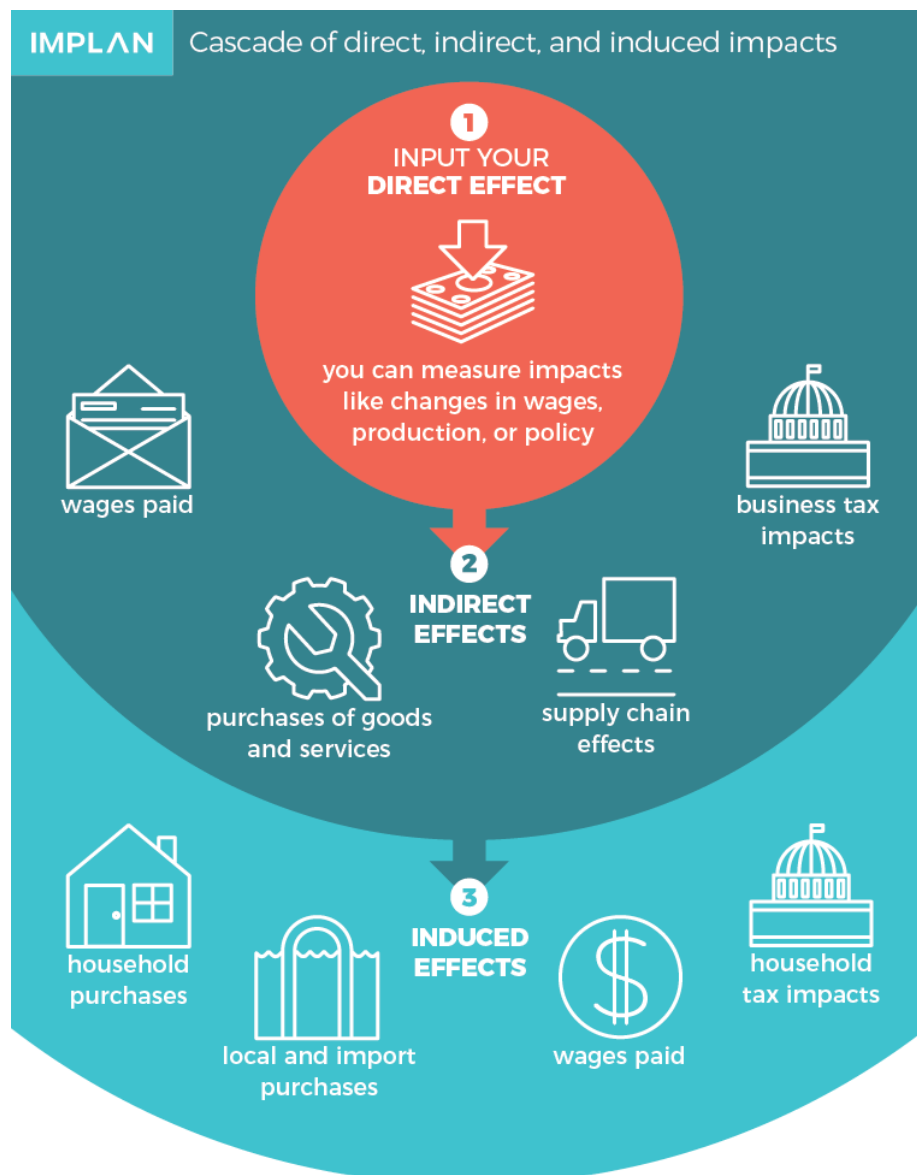 IMPLAN
Cascade of direct, indirect, and induced impacts
1
INPUT YOUR
DIRECT EFFECT
you can measure impacts
like changes in wages,
production, or policy
wages paid
business tax
impacts
2
INDIRECT
EFFECTS
purchases of goods
and services
supply chain
effects
3
INDUCED
EFFECTS
household
purchases
local and import
purchases
wages paid
household
tax impacts